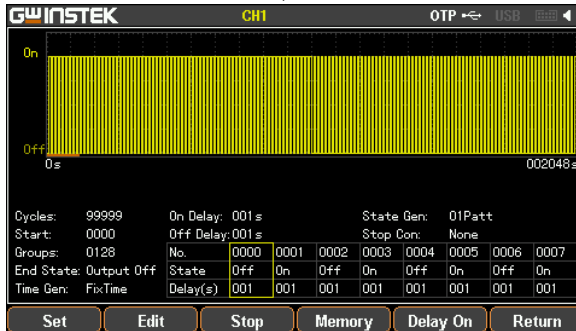 GWINSTEK CH1 OTP USB
On
Off
0s 002048s
Cycles: 99999 On Delay: 001s State Gen: 01Patt
Start: 0000 Off Delay: 001s Stop Con: None
Groups: 0128 No. 0000 0001 0002 0003 0004 0005 0006 0007
End State: Output Off State Off On Off On Off On Off On
Time Gen: FixTime Delay(s) 001 001 001 001 001 001 001 001
Set Edit Stop Memory Delay On Return